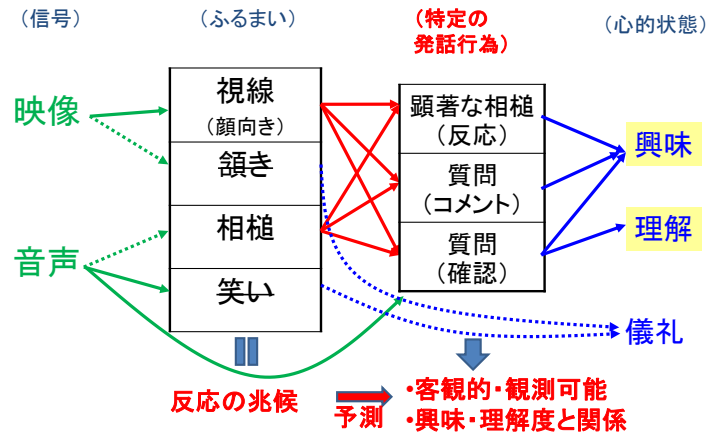 (信号)
(ふるまい)
(特定の
発話行為)
(心的状態)
映像
音声
視線
(顔向き)
頷き
相槌
笑い
顕著な相槌
(反応)
質問
(コメント)
質問
(確認)
興味
理解
儀礼
反応の兆候
予測
•客観的・観測可能
•興味・理解度と関係